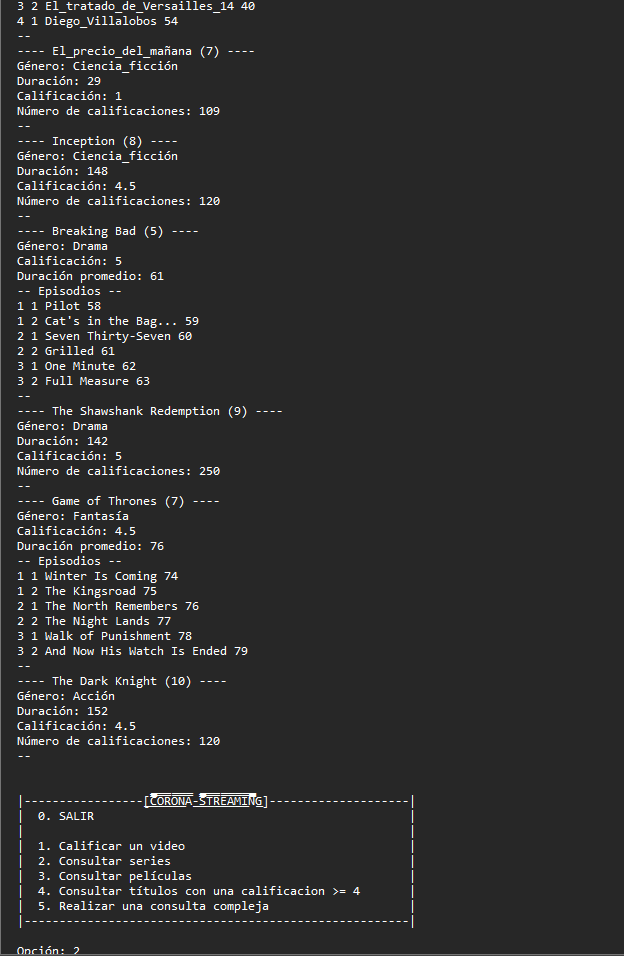 3 2 El_tratado_de_Versailles_14 40
4 1 Diego_Villalobos 54
--
---- El_precio_del_mañana (7) ----
Género: Ciencia_ficción
Duración: 29
Calificación: 1
Número de calificaciones: 109
--
---- Inception (8) ----
Género: Ciencia_ficción
Duración: 148
Calificación: 4.5
Número de calificaciones: 120
--
---- Breaking Bad (5) ----
Género: Drama
Calificación: 5
Duración promedio: 61
-- Episodios --
1 1 Pilot 58
1 2 Cat's in the Bag... 59
2 1 Seven Thirty-Seven 60
2 2 Grilled 61
3 1 One Minute 62
3 2 Full Measure 63
--
---- The Shawshank Redemption (9) ----
Género: Drama
Duración: 142
Calificación: 5
Número de calificaciones: 250
--
---- Game of Thrones (7) ----
Género: Fantasía
Calificación: 4.5
Duración promedio: 76
-- Episodios --
1 1 Winter Is Coming 74
1 2 The Kingsroad 75
2 1 The North Remembers 76
2 2 The Night Lands 77
3 1 Walk of Punishment 78
3 2 And Now His Watch Is Ended 79
--
---- The Dark Knight (10) ----
Género: Acción
Duración: 152
Calificación: 4.5
Número de calificaciones: 120
--
|-----------------[CORONA-STREAMING]--------------------|
| 0. SALIR |
| |
| 1. Calificar un video |
| 2. Consultar series |
| 3. Consultar películas |
| 4. Consultar títulos con una calificacion >= 4 |
| 5. Realizar una consulta compleja |
|-------------------------------------------------------|
Opción: 2